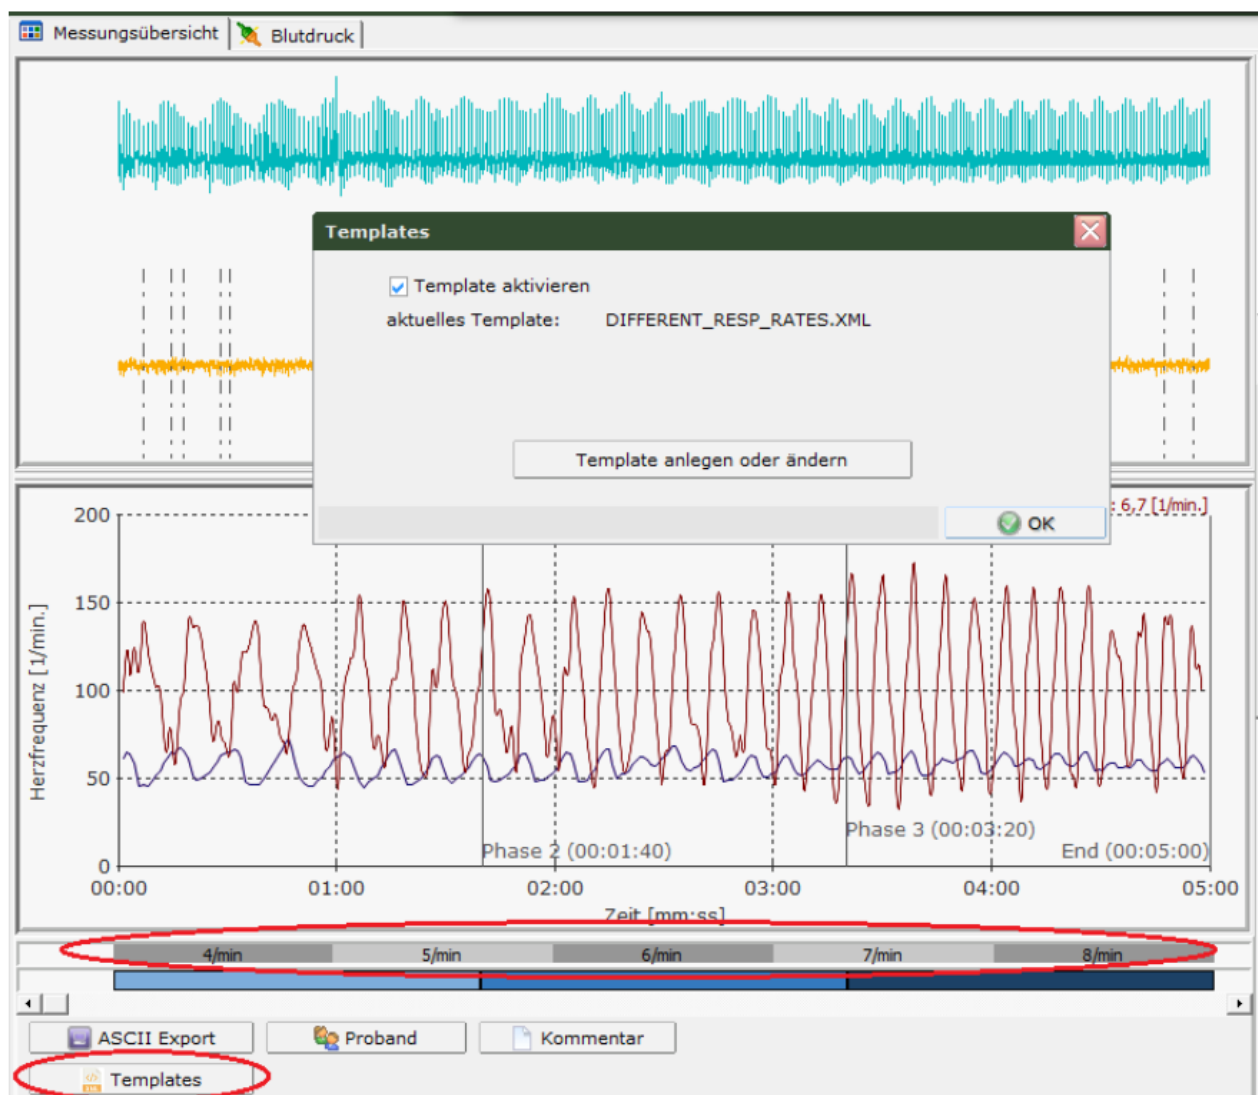 Messungsübersicht Blutdruck
Templates
Template aktivieren
aktuelles Template: DIFFERENT_RESP_RATES.XML
Template anlegen oder ändern
OK
: 6,7 [1/min.]
200
150
100
50
0
Herzfrequenz [1/min.]
Phase 2 (00:01:40)
Phase 3 (00:03:20)
End (00:05:00)
00:00 01:00 02:00 03:00 04:00 05:00
Zeit [mm:ss]
4/min 5/min 6/min 7/min 8/min
ASCII Export Proband Kommentar
Templates